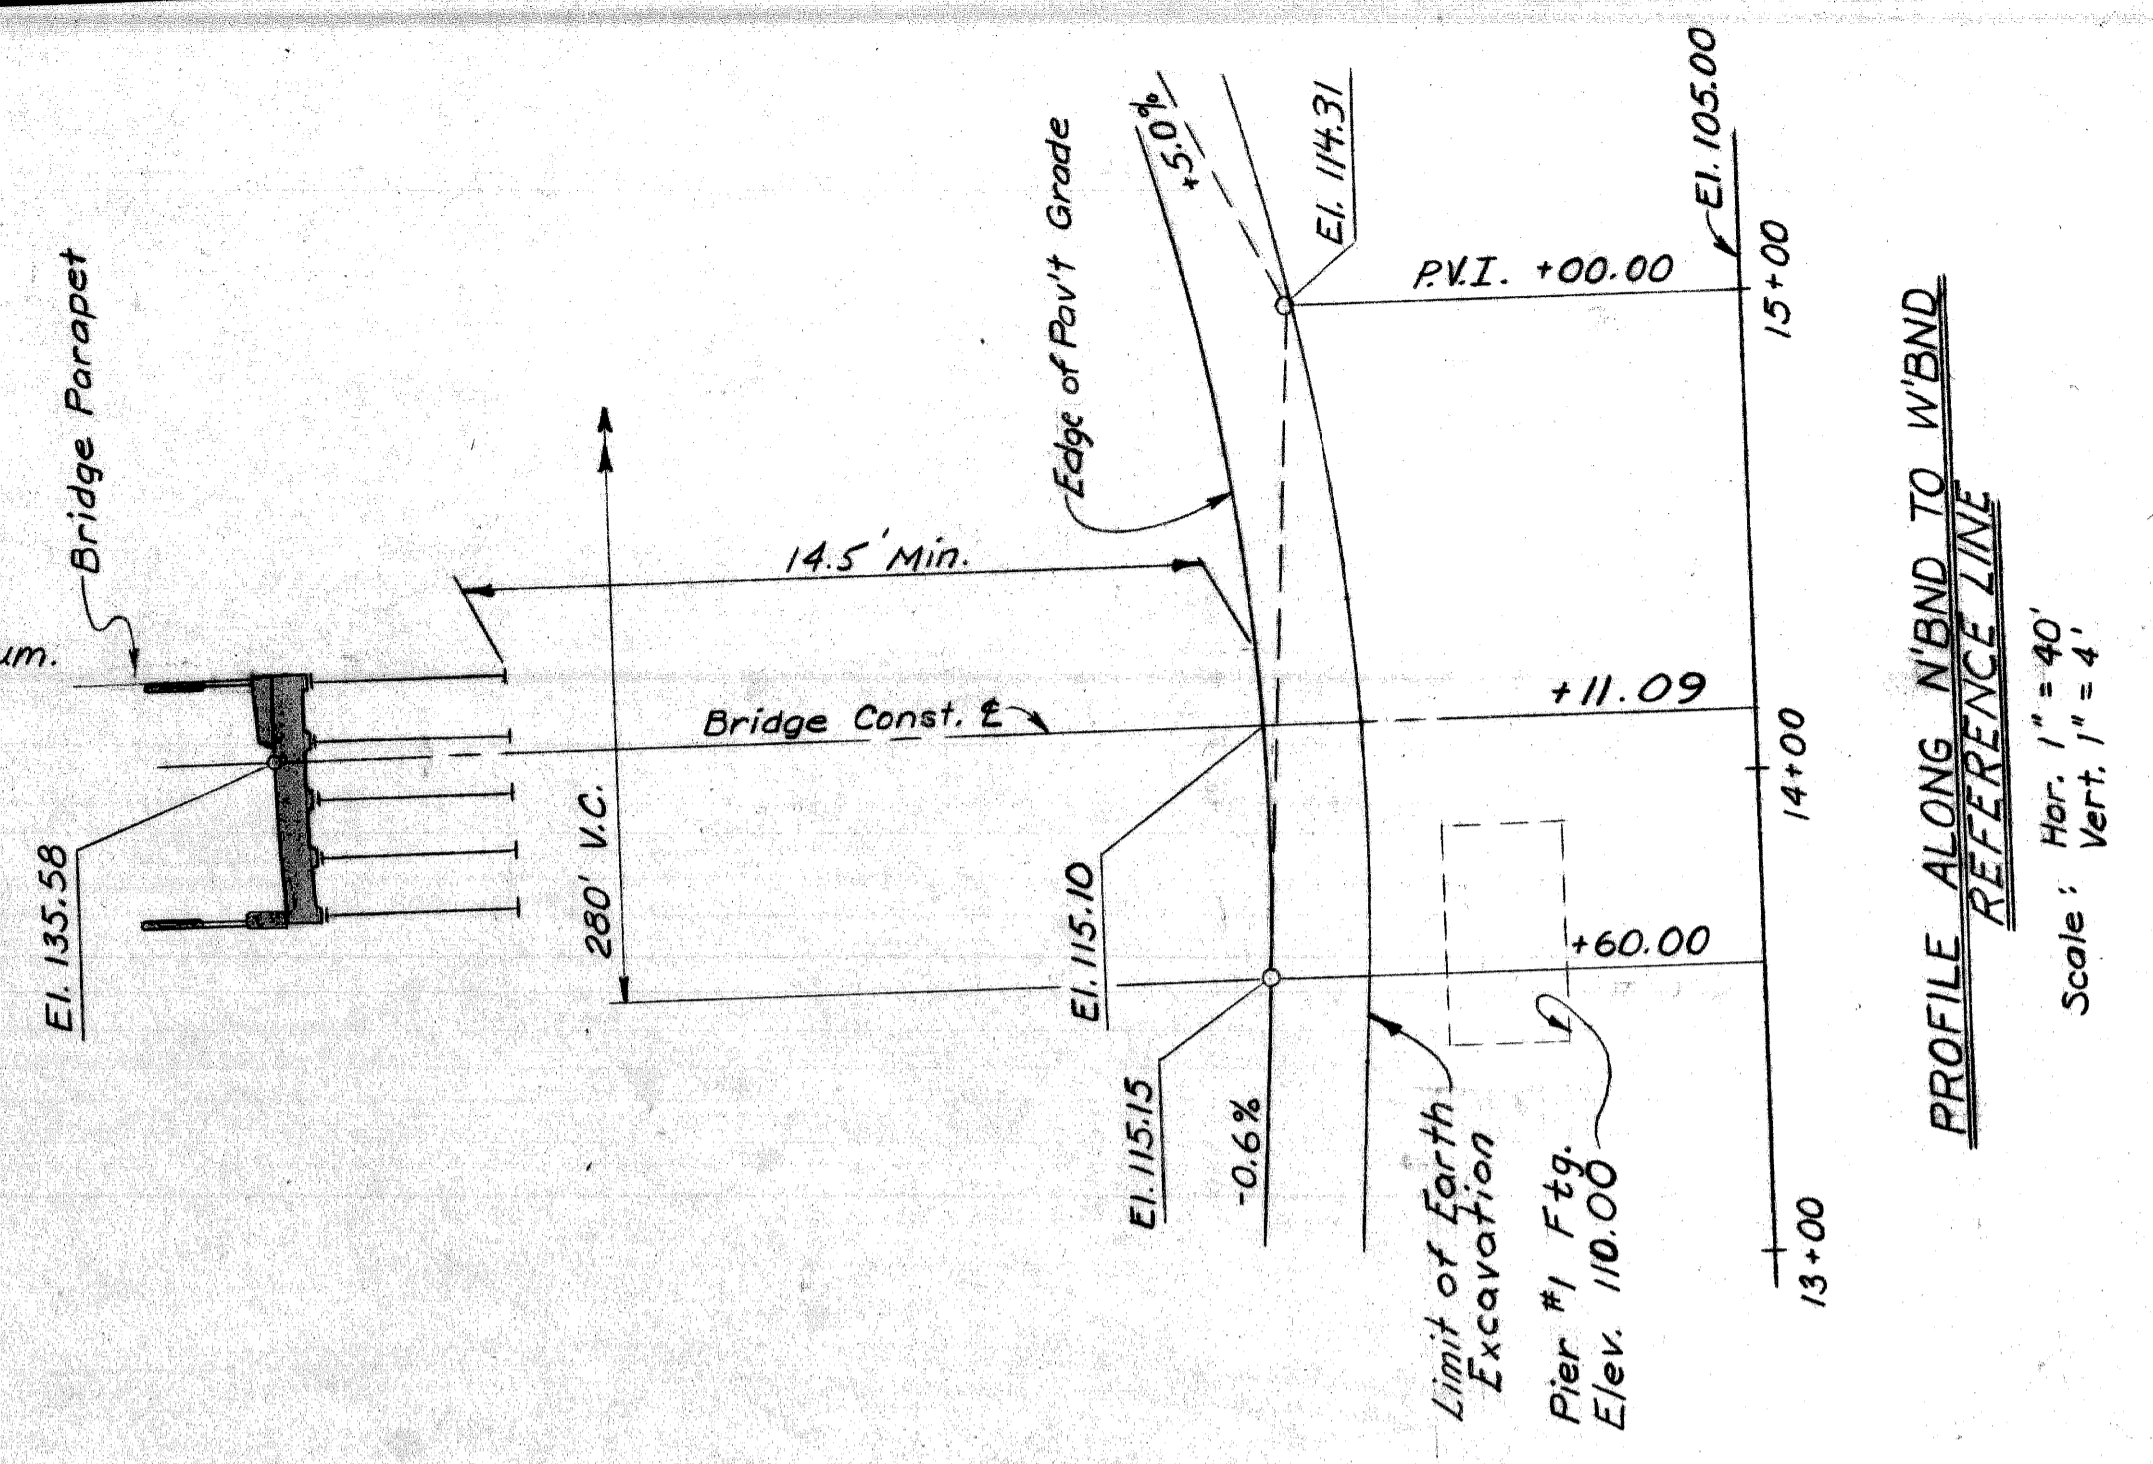 um.
Bridge Parapet
El. 135.58
280' V.C.
14.5' Min.
Bridge Const. ℄
Edge of Pav't Grade
+5.0%
El. 114.31
P.V.I. +00.00
El. 105.00
+11.09
El. 115.10
+60.00
El. 115.15
-0.6%
Limit of Earth
Excavation
Pier #1 Ftg.
Elev. 110.00
13+00
14+00
15+00
PROFILE ALONG N'BND TO W'BND
REFERENCE LINE
Scale: Hor. 1" = 40'
Vert. 1" = 4'